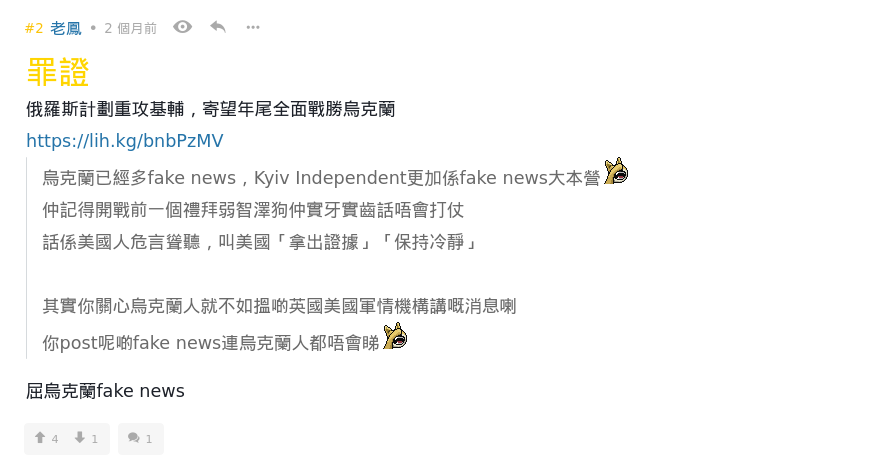 #2 老鳳 • 2 個月前
罪證
俄羅斯計劃重攻基輔，寄望年尾全面戰勝烏克蘭
https://lih.kg/bnbPzMV
烏克蘭已經多fake news，Kyiv Independent更加係fake news大本營
仲記得開戰前一個禮拜弱智澤狗仲實牙實齒話唔會打仗
話係美國人危言聳聽，叫美國「拿出證據」「保持冷靜」
其實你關心烏克蘭人就不如搵啲英國美國軍情機構講嘅消息喇
你post呢啲fake news連烏克蘭人都唔會睇
屈烏克蘭fake news
4 1 1